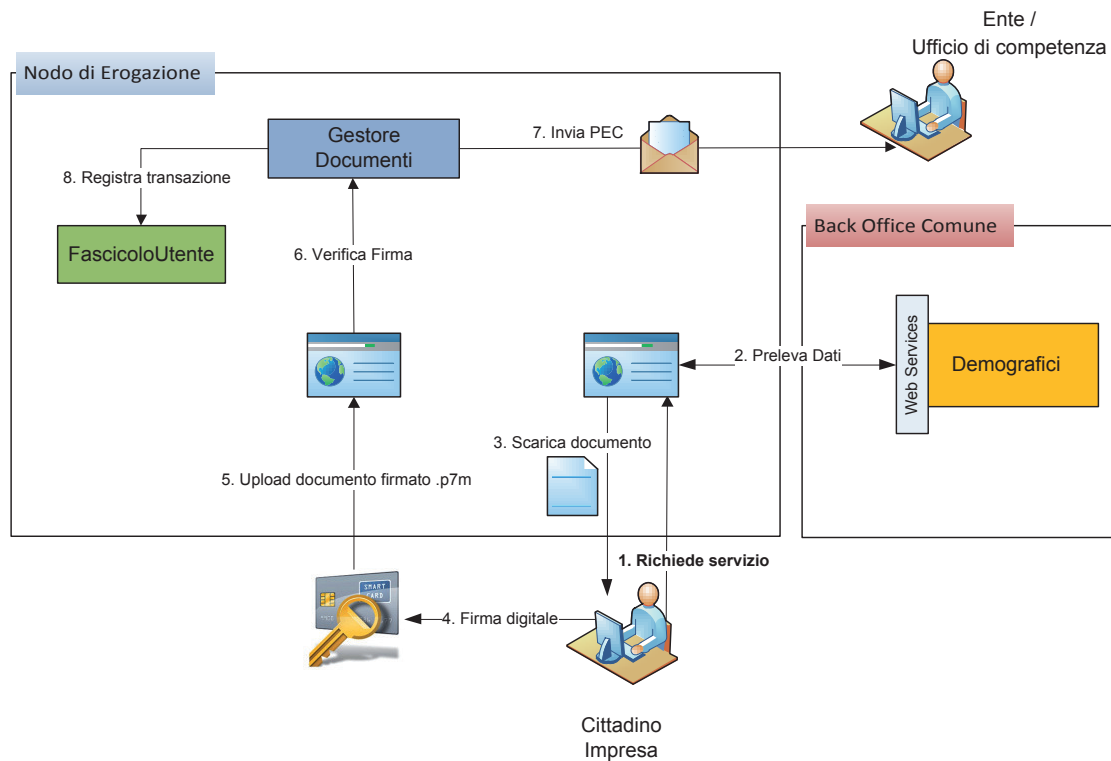 Ente /
Ufficio di competenza
Nodo di Erogazione
Gestore
Documenti
7. Invia PEC
8. Registra transazione
FascicoloUtente
6. Verifica Firma
Back Office Comune
Web Services
Demografici
2. Preleva Dati
3. Scarica documento
5. Upload documento firmato .p7m
1. Richiede servizio
SMART
CARD
4. Firma digitale
Cittadino
Impresa